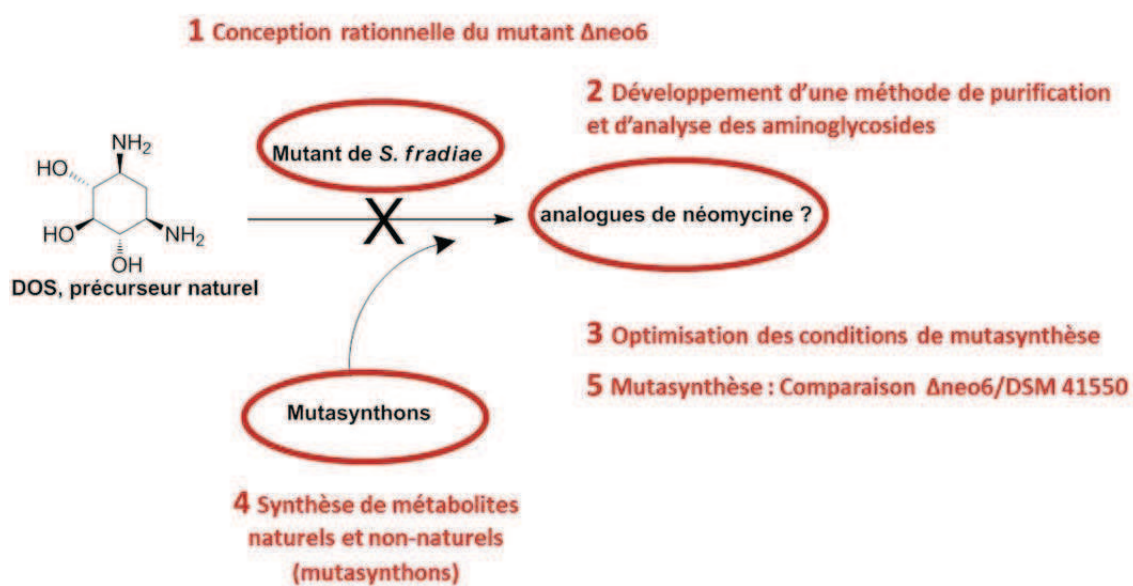 1 Conception rationnelle du mutant Δneo6
2 Développement d'une méthode de purification
et d'analyse des aminoglycosides
NH2
HO
HO
NH2
OH
DOS, précurseur naturel
Mutant de S. fradiae
X
analogues de néomycine ?
3 Optimisation des conditions de mutasynthèse
5 Mutasynthèse : Comparaison Δneo6/DSM 41550
Mutasynthons
4 Synthèse de métabolites
naturels et non-naturels
(mutasynthons)